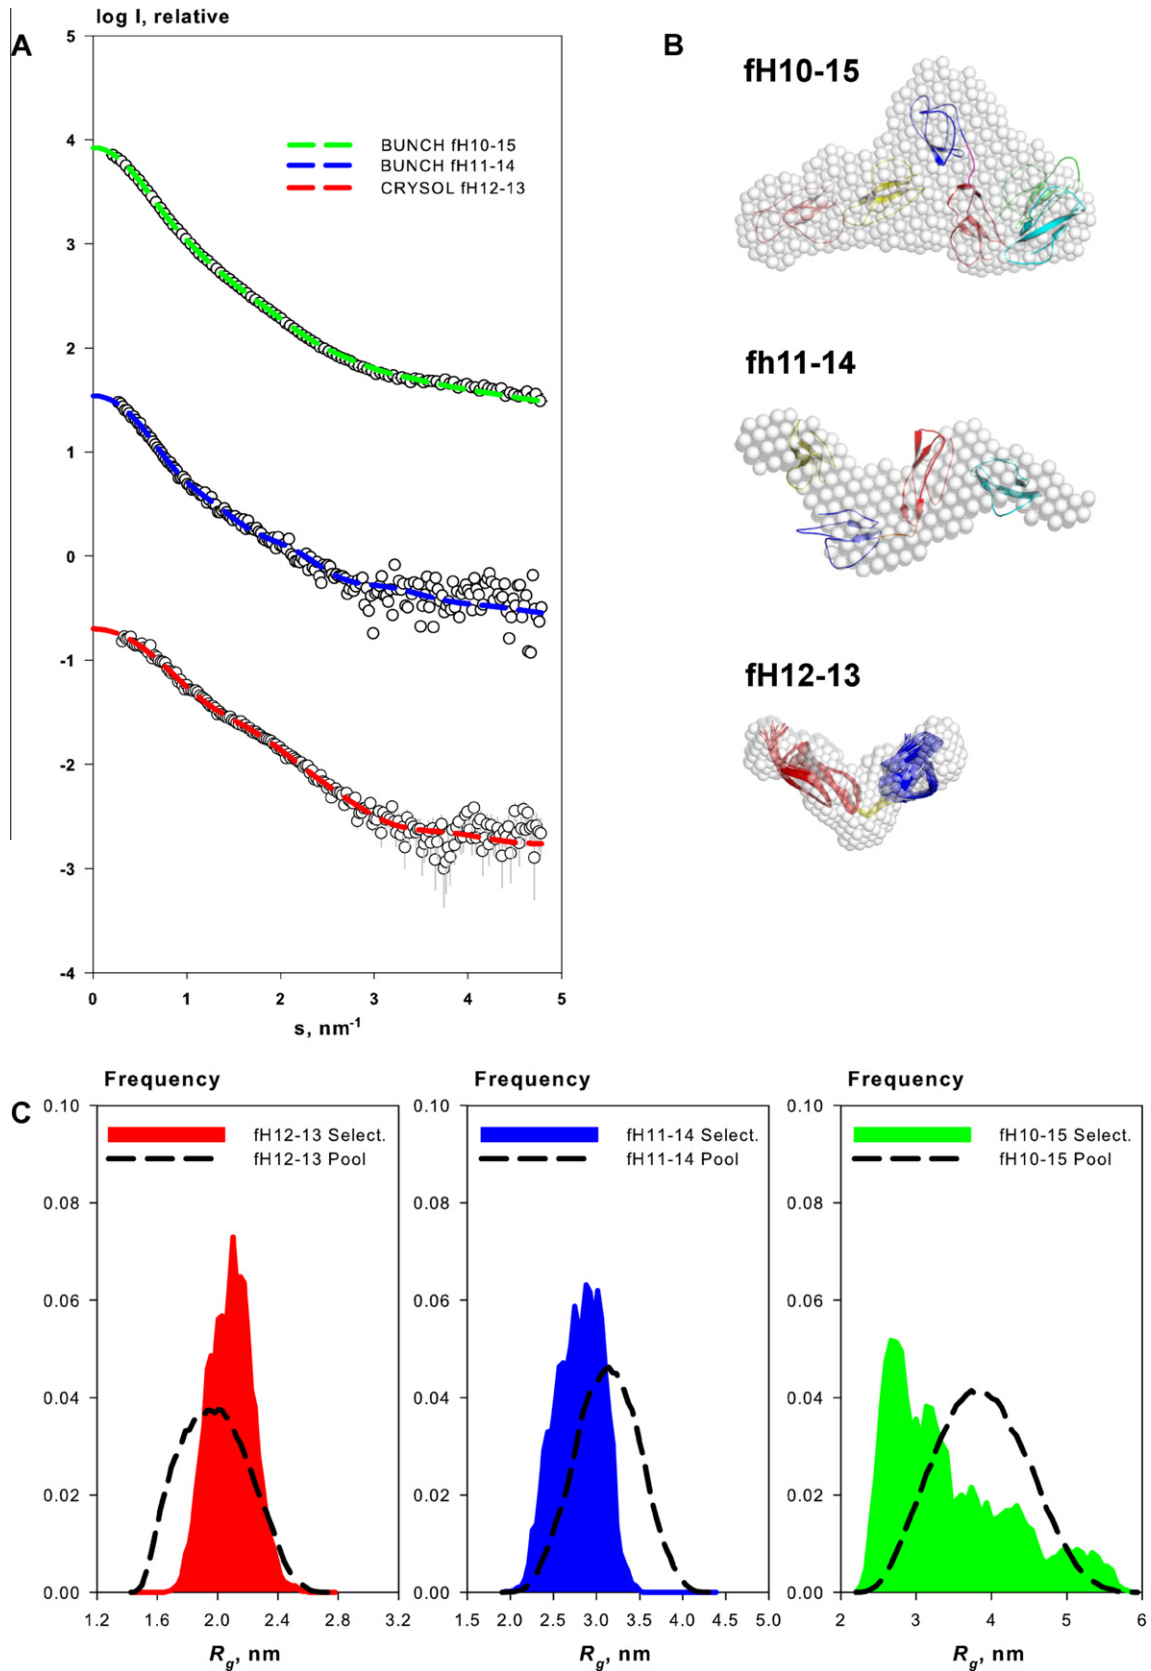 A
log I, relative
5
4
3
2
1
0
-1
-2
-3
-4
BUNCH fH10-15
BUNCH fH11-14
CRYSOL fH12-13
0 1 2 3 4 5
s, nm⁻¹
B
fH10-15
fh11-14
fH12-13
C
Frequency
0.10
0.08
0.06
0.04
0.02
0.00
fH12-13 Select.
fH12-13 Pool
1.2 1.6 2.0 2.4 2.8 3.2
Rg, nm
Frequency
0.10
0.08
0.06
0.04
0.02
0.00
fH11-14 Select.
fH11-14 Pool
1.5 2.0 2.5 3.0 3.5 4.0 4.5 5.0
Rg, nm
Frequency
0.10
0.08
0.06
0.04
0.02
0.00
fH10-15 Select.
fH10-15 Pool
2 3 4 5 6
Rg, nm